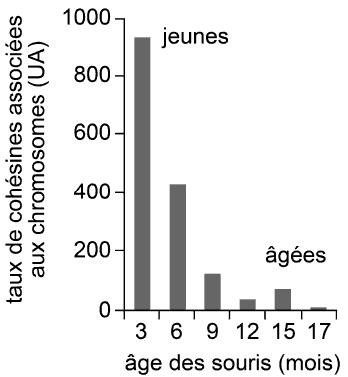 taux de cohésines associées
aux chromosomes (UA)
1000
800
600
400
200
0
jeunes
âgées
3 6 9 12 15 17
âge des souris (mois)